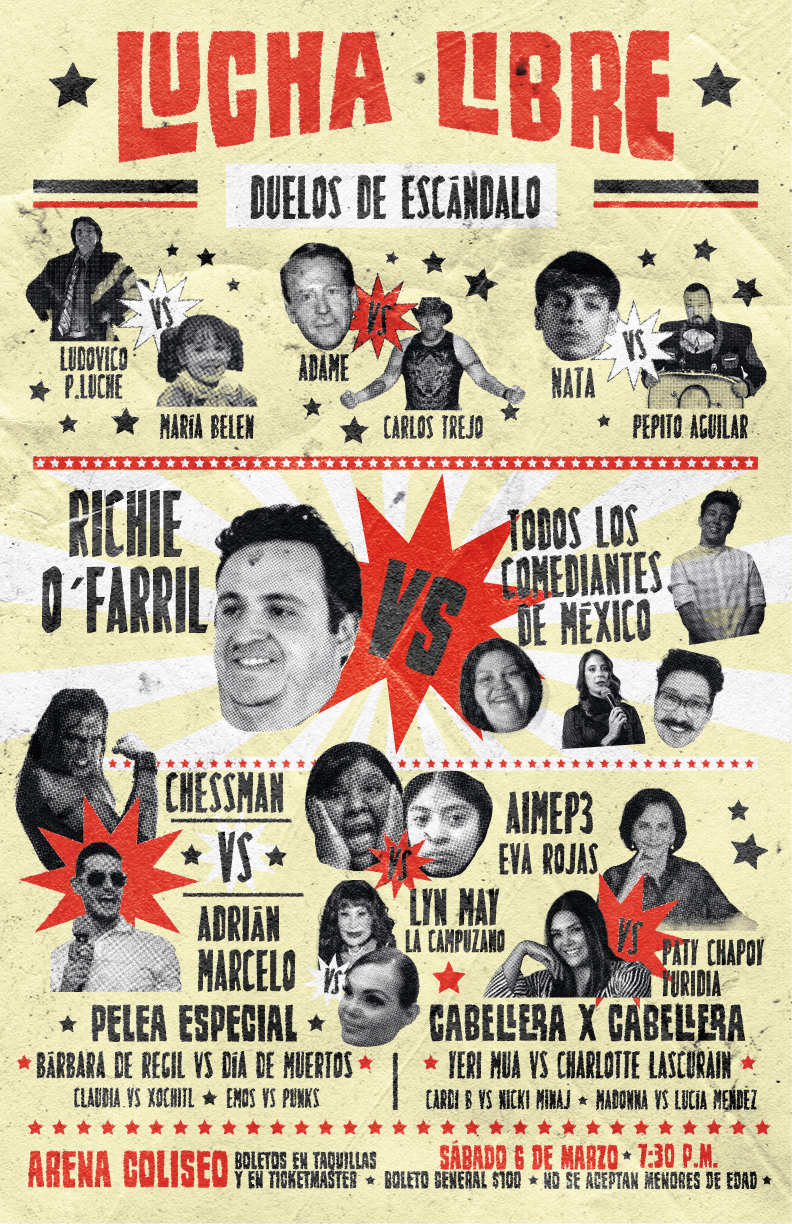 LUCHA LIBRE
DUELOS DE ESCÁNDALO
LUDOVICO
P.LUCHE
VS
MARÍA BELEN
ADAME
VS
CARLOS TREJO
NATA
VS
PEPITO AGUILAR
RICHIE
O´FARRIL
VS
TODOS LOS
COMEDIANTES
DE MÉXICO
CHESSMAN
VS
ADRIÁN
MARCELO
VS
AIMEP3
EVA ROJAS
LYN MAY
LA CAMPUZANO
VS
VS
PATY CHAPOY
YURIDIA
PELEA ESPECIAL
BÁRBARA DE REGIL VS DÍA DE MUERTOS
CLAUDIA VS XOCHITL ★ EMOS VS PUNKS
CABELLERA X CABELLERA
YERI MUA VS CHARLOTTE LASCURAIN
CARDI B VS NICKI MINAJ ★ MADONNA VS LUCÍA MENDÉZ
ARENA COLISEO
BOLETOS EN TAQUILLAS
Y EN TICKETMASTER ★ BOLETO GENERAL $100 ★ NO SE ACEPTAN MENORES DE EDAD ★
SÁBADO 6 DE MARZO ★ 7:30 P.M.